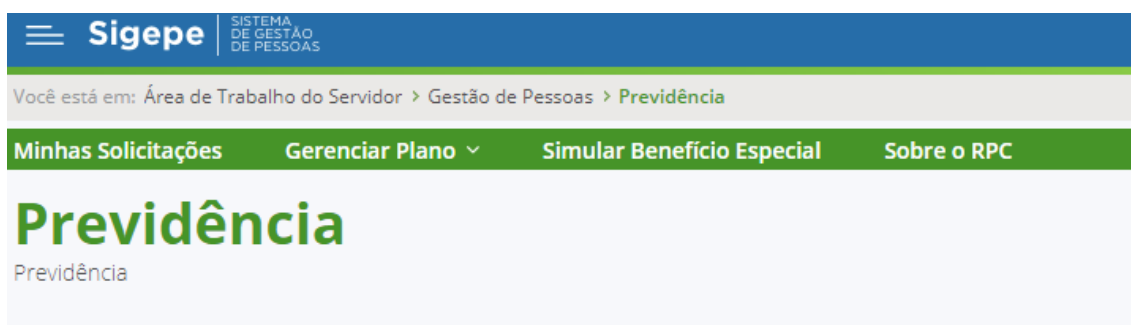 Sigepe
SISTEMA
DE GESTÃO
DE PESSOAS
Você está em: Área de Trabalho do Servidor > Gestão de Pessoas > Previdência
Minhas Solicitações Gerenciar Plano Simular Benefício Especial Sobre o RPC
Previdência
Previdência